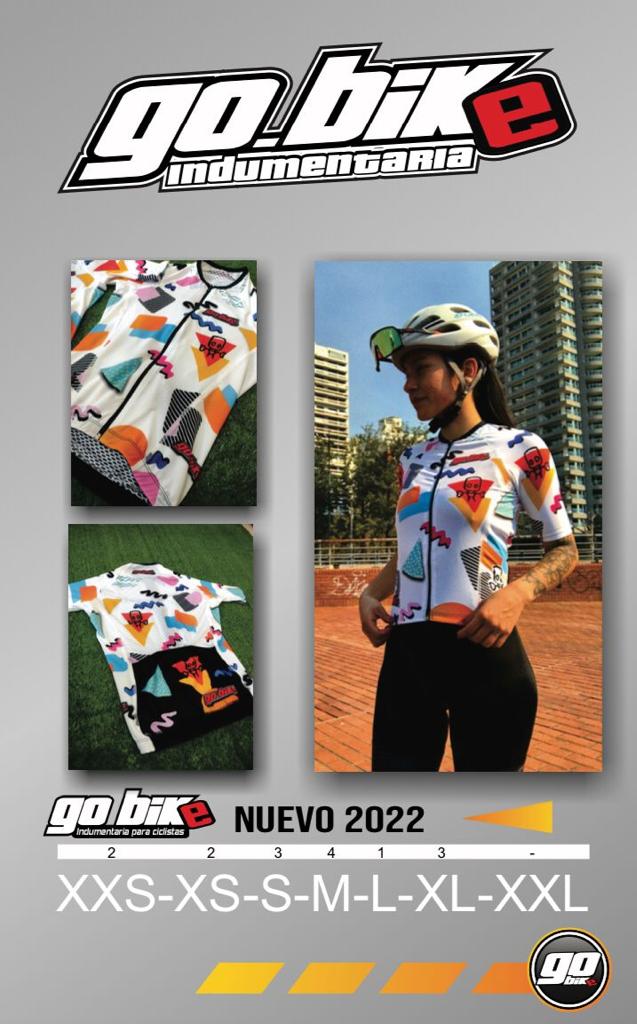 go.bike
indumentaria
go bike
Indumentaria para ciclistas
NUEVO 2022
2 2 3 4 1 3 -
XXS-XS-S-M-L-XL-XXL
go
bike